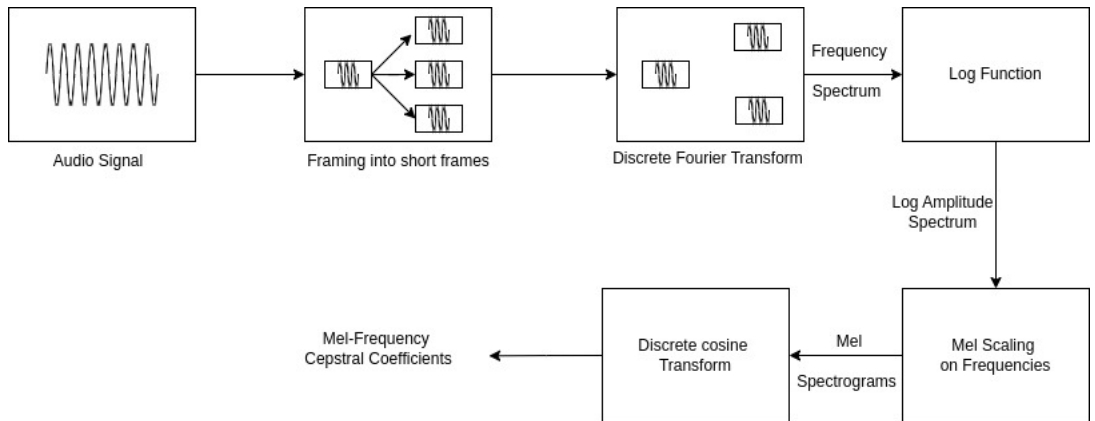 Audio Signal
Framing into short frames
Discrete Fourier Transform
Frequency
Spectrum
Log Function
Log Amplitude
Spectrum
Mel Scaling
on Frequencies
Mel
Spectrograms
Discrete cosine
Transform
Mel-Frequency
Cepstral Coefficients